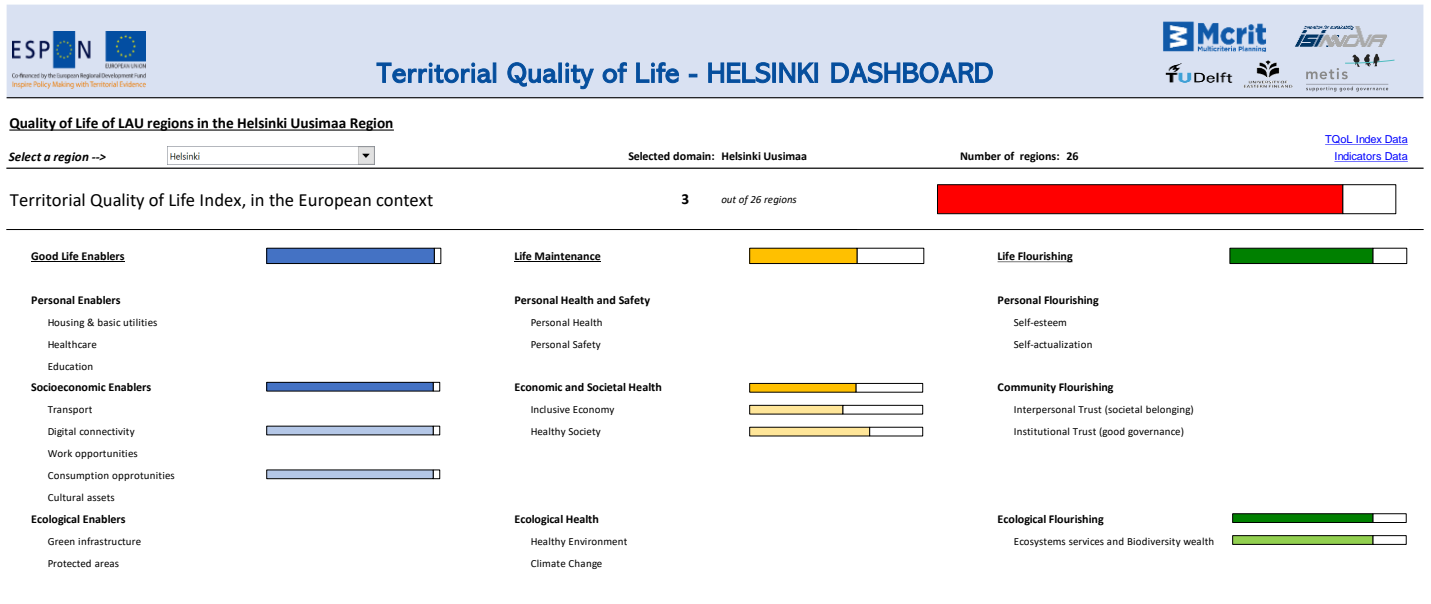 ESPON
EUROPEAN UNION
Co-financed by the European Regional Development Fund
Inspire Policy Making with Territorial Evidence
Territorial Quality of Life - HELSINKI DASHBOARD
Mcrit
Multicriteria Planning
isinnova
TUDelft
UNIVERSITY OF
EASTERN FINLAND
metis
supporting good governance
Quality of Life of LAU regions in the Helsinki Uusimaa Region
TQoL Index Data
Select a region --> Helsinki Selected domain: Helsinki Uusimaa Number of regions: 26 Indicators Data
Territorial Quality of Life Index, in the European context 3 out of 26 regions
Good Life Enablers Life Maintenance Life Flourishing
Personal Enablers Personal Health and Safety Personal Flourishing
Housing & basic utilities Personal Health Self-esteem
Healthcare Personal Safety Self-actualization
Education
Socioeconomic Enablers Economic and Societal Health Community Flourishing
Transport Inclusive Economy Interpersonal Trust (societal belonging)
Digital connectivity Healthy Society Institutional Trust (good governance)
Work opportunities
Consumption opprotunities
Cultural assets
Ecological Enablers Ecological Health Ecological Flourishing
Green infrastructure Healthy Environment Ecosystems services and Biodiversity wealth
Protected areas Climate Change